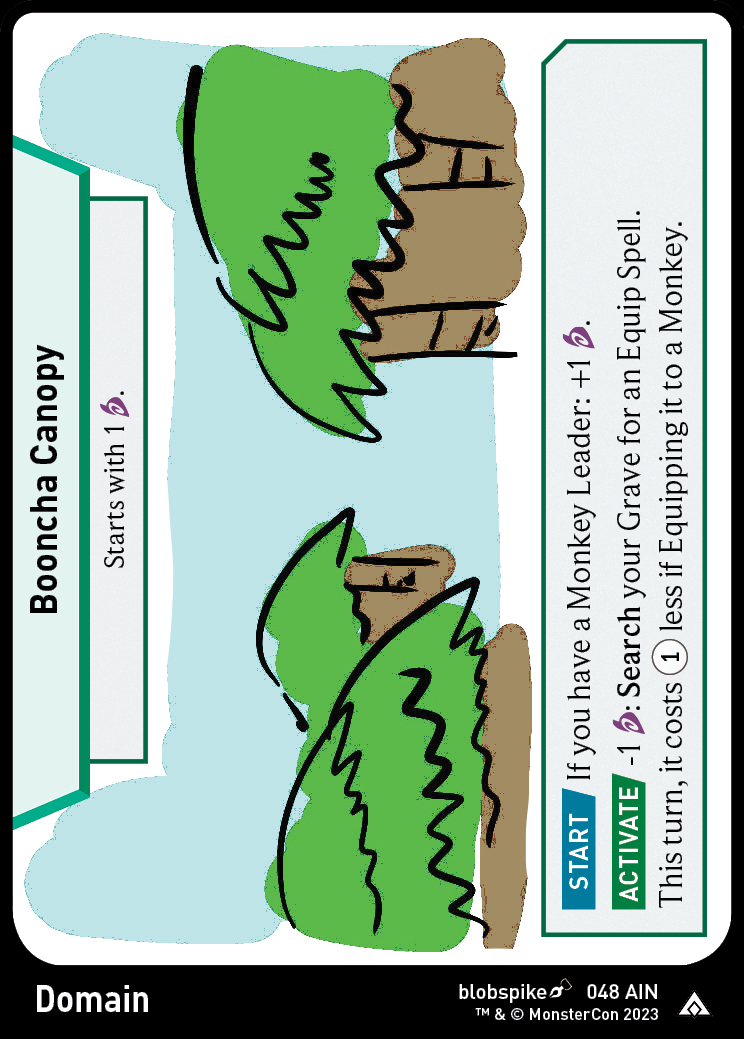 Booncha Canopy
Starts with 1 .
START If you have a Monkey Leader: +1 .
ACTIVATE -1 : Search your Grave for an Equip Spell.
This turn, it costs 1 less if Equipping it to a Monkey.
Domain
blobspike 048 AIN
™ & © MonsterCon 2023